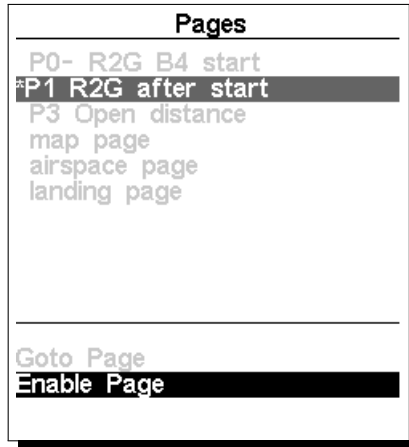 Pages
P0- R2G B4 start
*P1 R2G after start
P3 Open distance
map page
airspace page
landing page
Goto Page
Enable Page